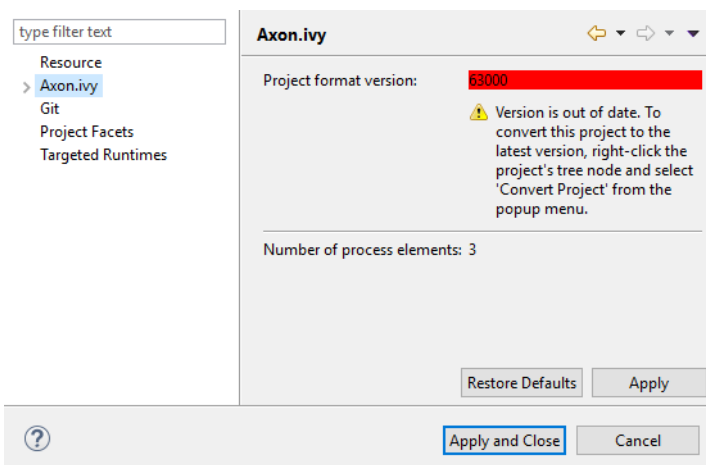 type filter text
Resource
Axon.ivy
Git
Project Facets
Targeted Runtimes
Axon.ivy
Project format version: 63000
Version is out of date. To
convert this project to the
latest version, right-click the
project's tree node and select
'Convert Project' from the
popup menu.
Number of process elements: 3
Restore Defaults
Apply
Apply and Close
Cancel